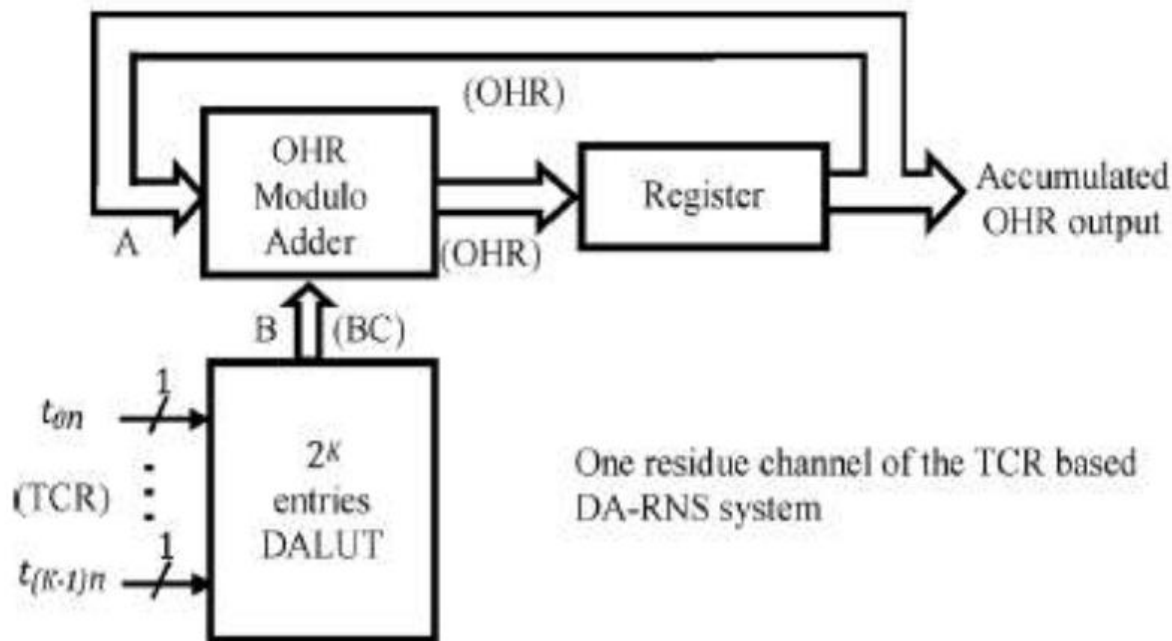 (OHR)
OHR
Modulo
Adder
Register
Accumulated
OHR output
A
(OHR)
B (BC)
1
t₀ₙ
(TCR)
1
t₍K-1₎n
2ᴷ
entries
DALUT
One residue channel of the TCR based
DA-RNS system